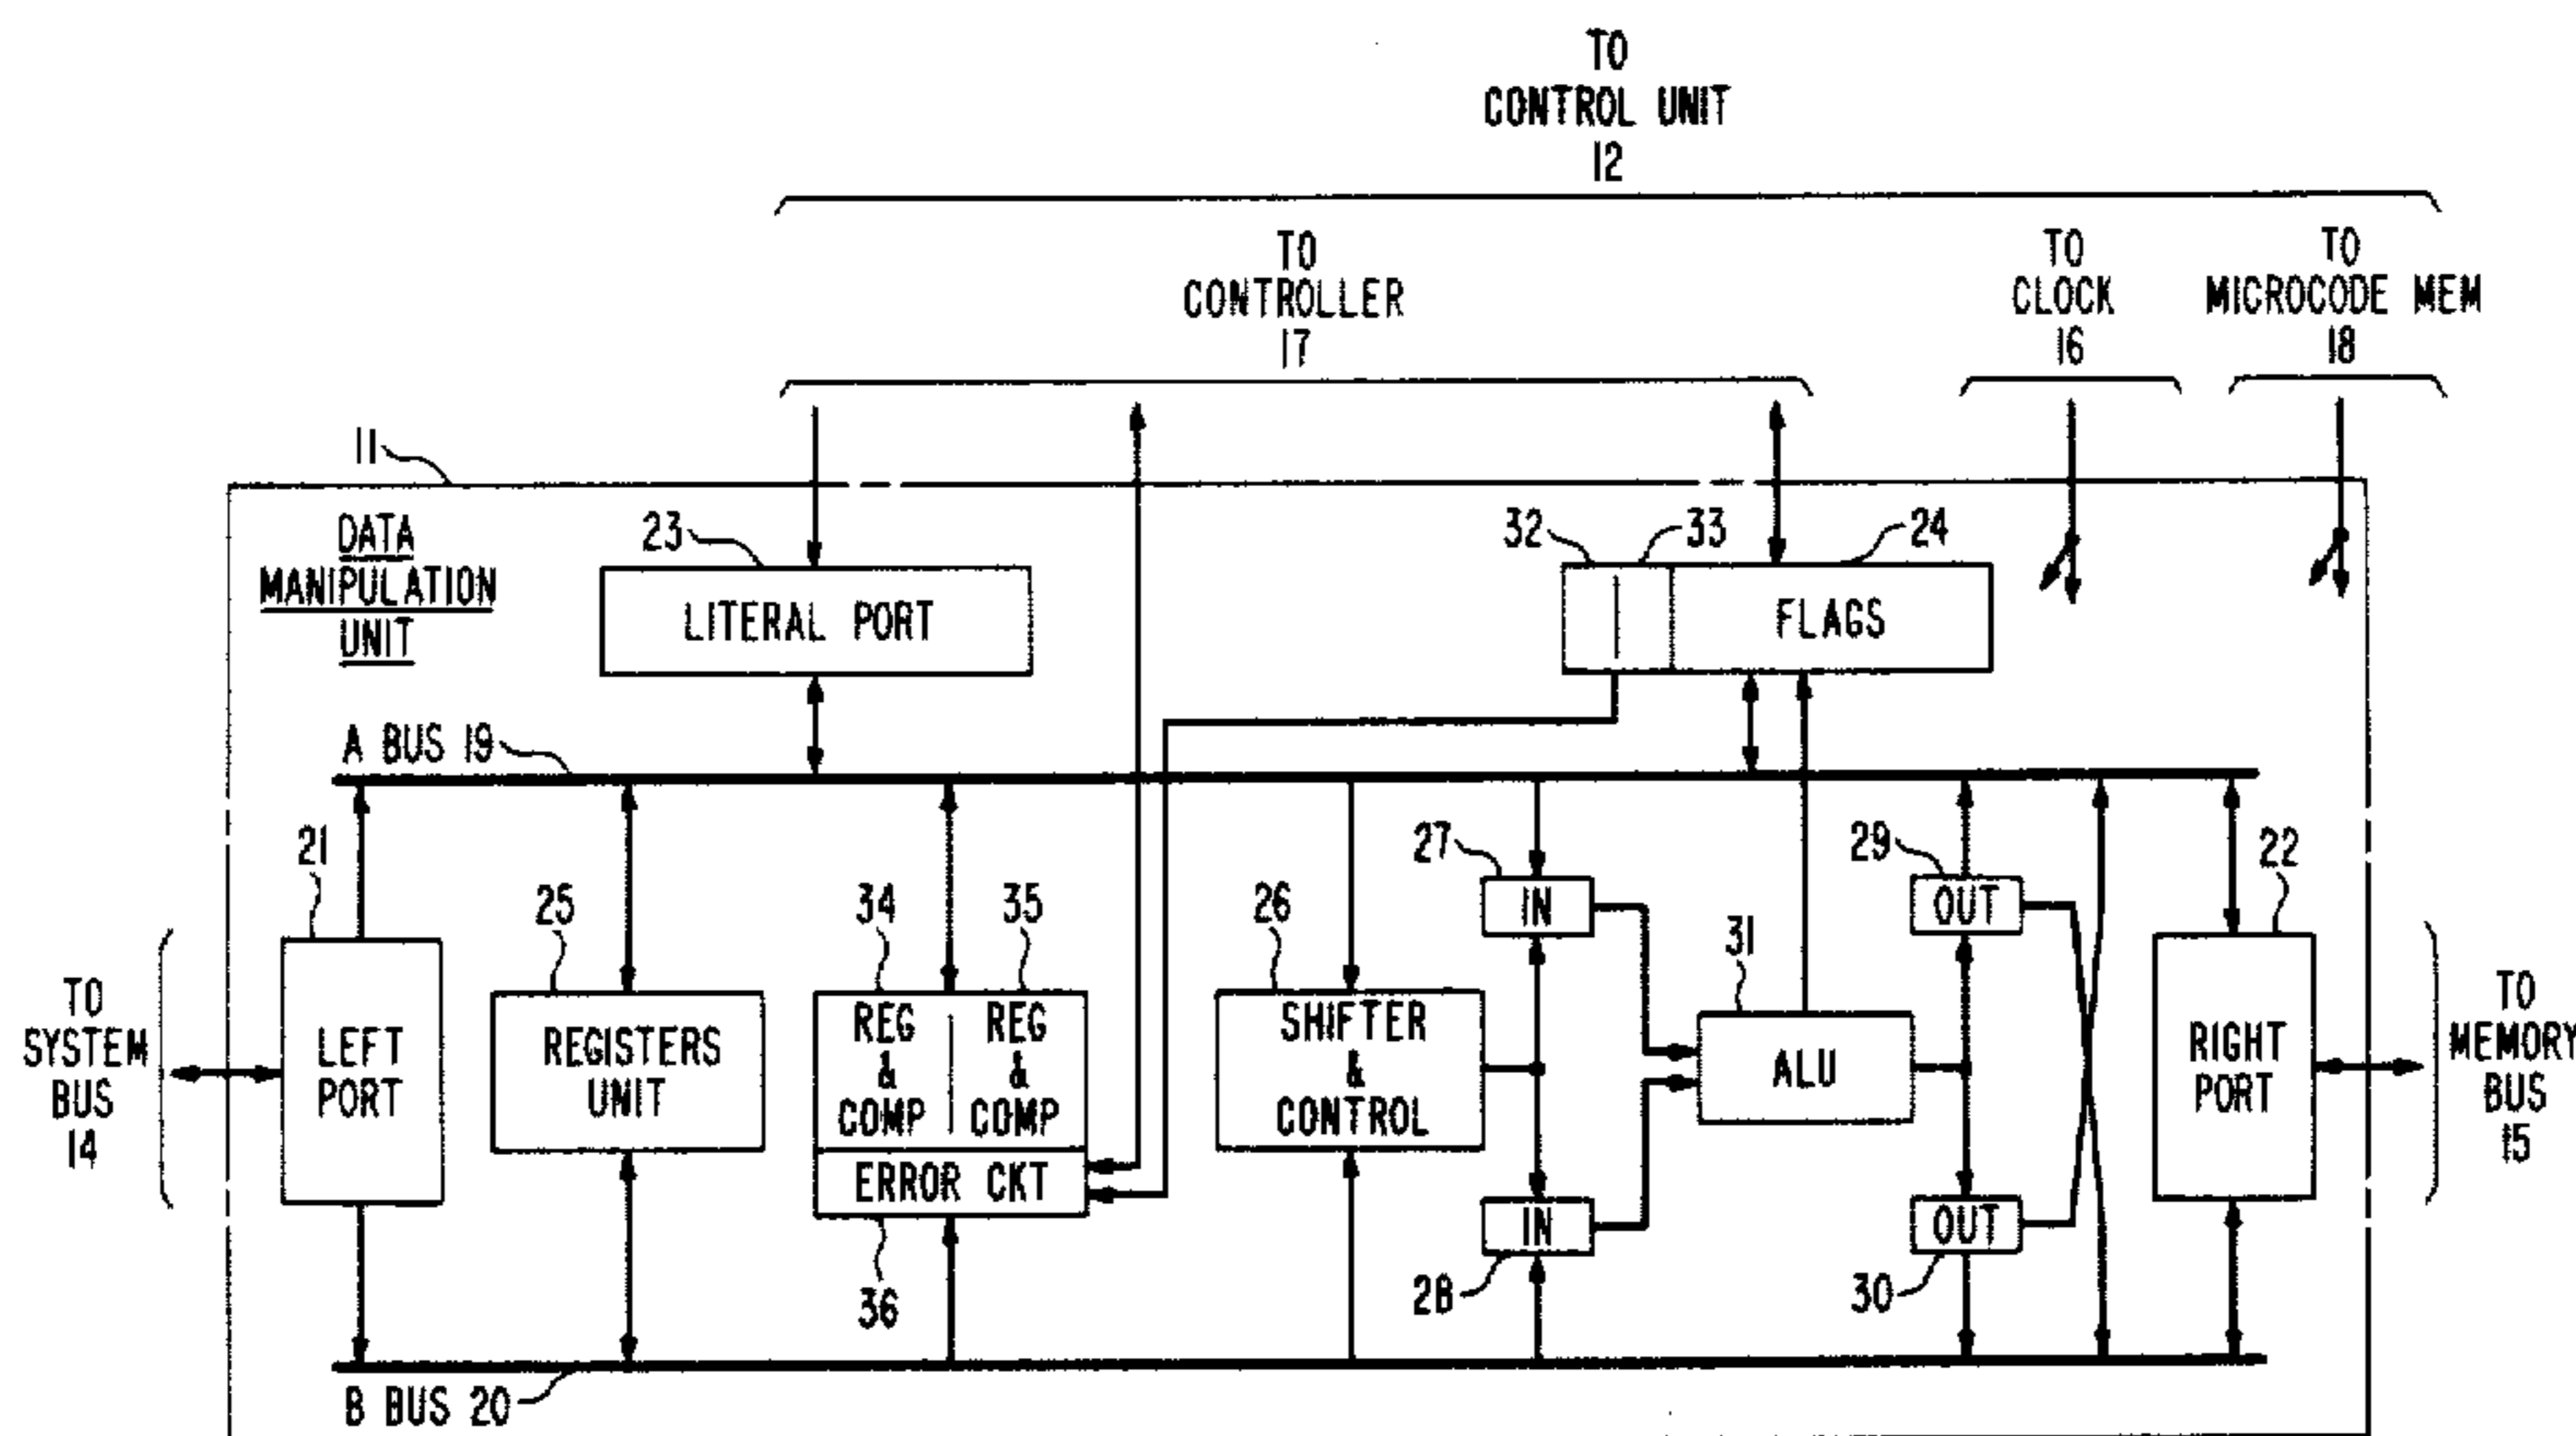 TO
CONTROL UNIT
12
TO
CONTROLLER
17
TO
CLOCK
16
TO
MICROCODE MEM
18
11
DATA
MANIPULATION
UNIT
23
LITERAL PORT
32
33
24
FLAGS
A BUS 19
21
LEFT
PORT
TO
SYSTEM
BUS
14
25
REGISTERS
UNIT
34
35
REG
&
COMP
REG
&
COMP
ERROR CKT
36
26
SHIFTER
&
CONTROL
27
IN
28
IN
31
ALU
29
OUT
30
OUT
22
RIGHT
PORT
TO
MEMORY
BUS
15
B BUS 20